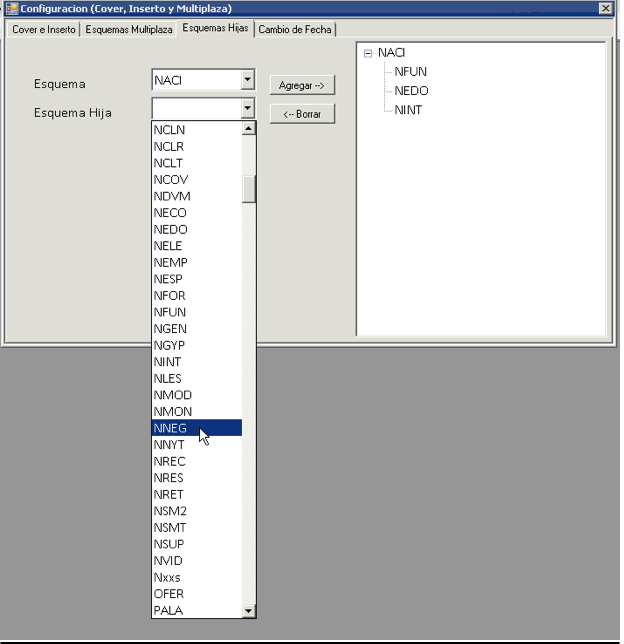 Configuracion (Cover, Inserto y Multiplaza)
Cover e Inserto Esquemas Multiplaza Esquemas Hijas Cambio de Fecha
Esquema NACI Agregar -->
Esquema Hija <-- Borrar
NCLN
NCLR
NCLT
NCOV
NDVM
NECO
NEDO
NELE
NEMP
NESP
NFOR
NFUN
NGEN
NGYP
NINT
NLES
NMOD
NMON
NNEG
NNYT
NREC
NRES
NRET
NSM2
NSMT
NSUP
NVID
Nxxs
OFER
PALA
NACI
NFUN
NEDO
NINT